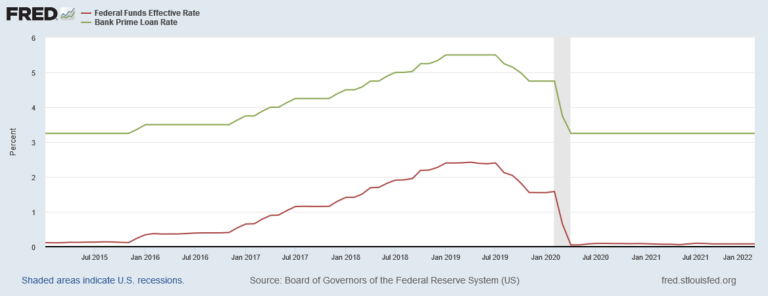 FRED
— Federal Funds Effective Rate
— Bank Prime Loan Rate
6
5
4
3
2
1
0
Percent
Jul 2015 Jan 2016 Jul 2016 Jan 2017 Jul 2017 Jan 2018 Jul 2018 Jan 2019 Jul 2019 Jan 2020 Jul 2020 Jan 2021 Jul 2021 Jan 2022
Shaded areas indicate U.S. recessions. Source: Board of Governors of the Federal Reserve System (US) fred.stlouisfed.org